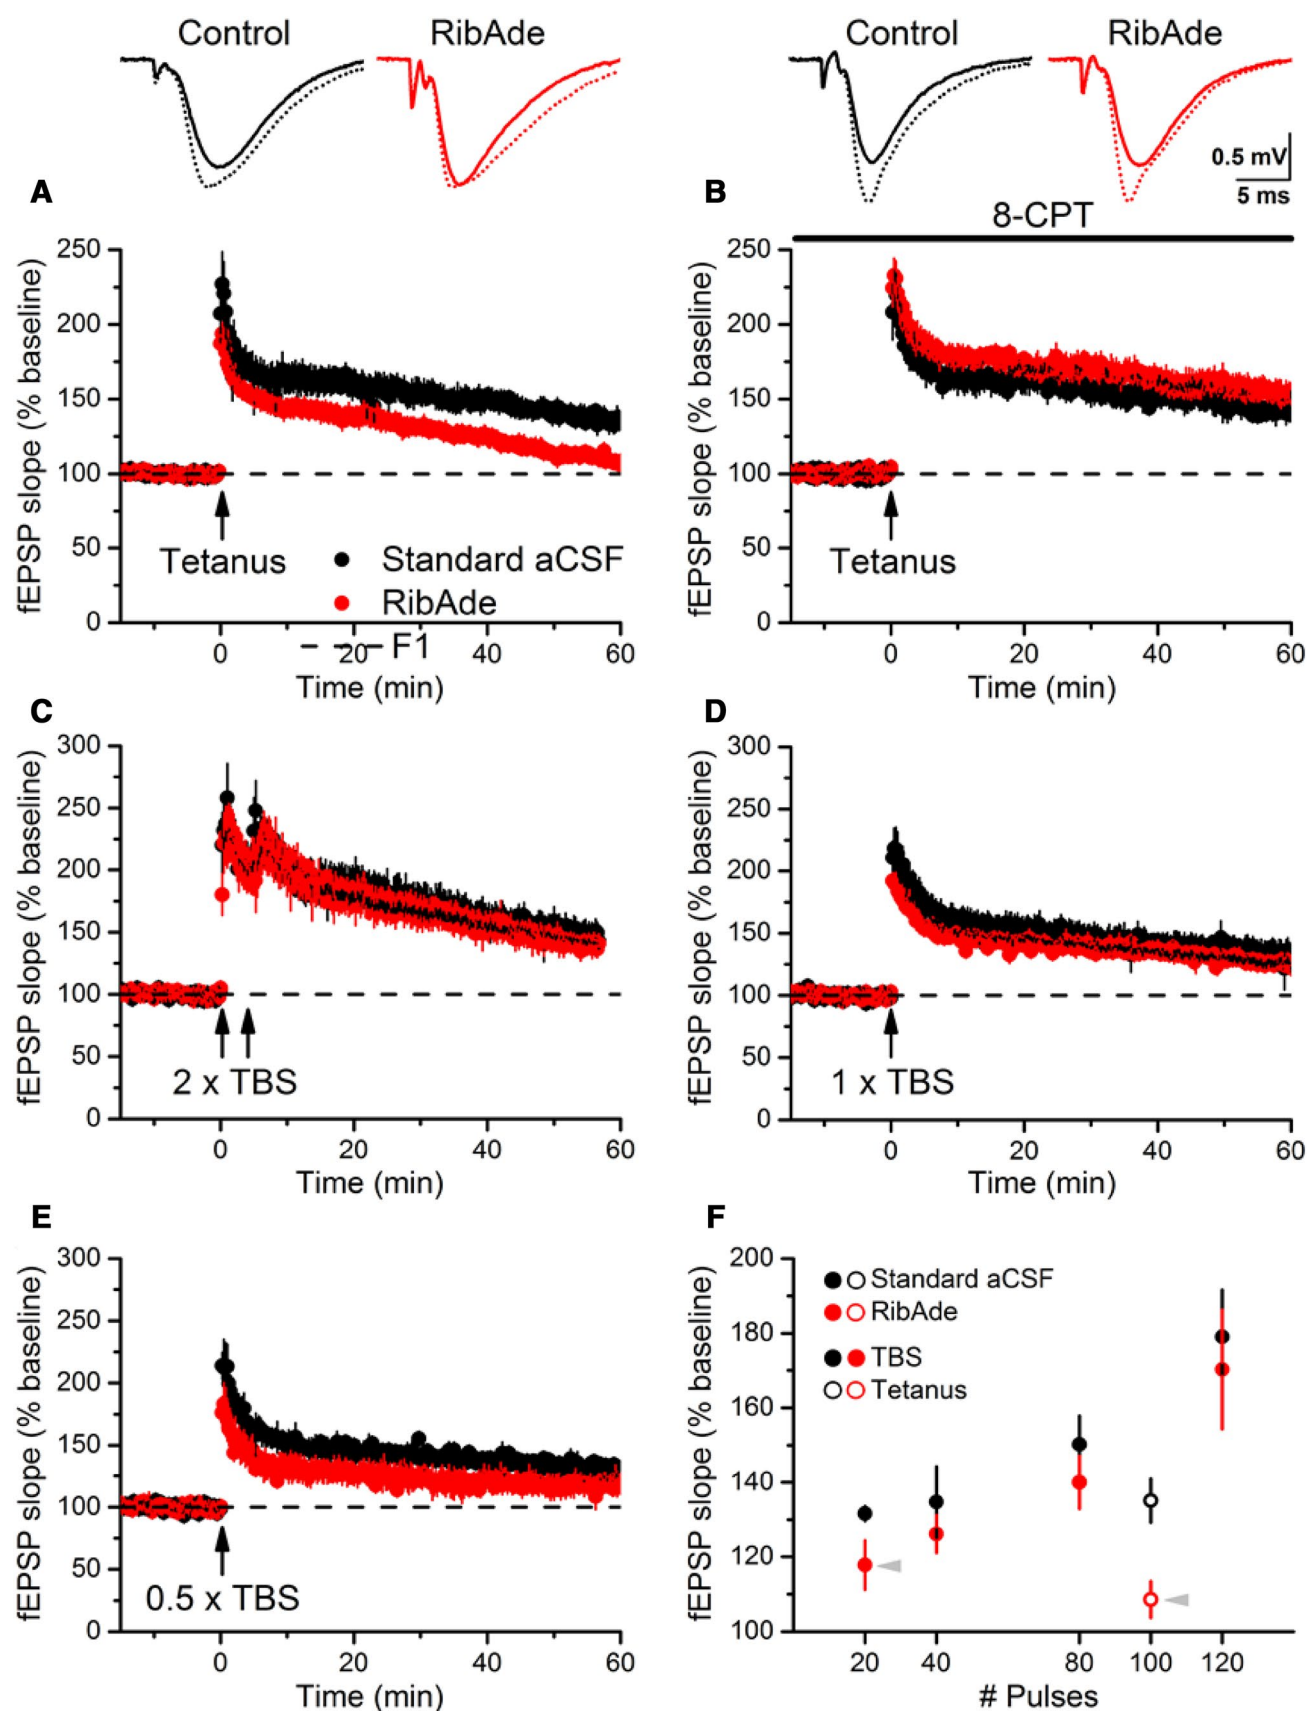 Control
RibAde
Control
RibAde
0.5 mV
5 ms
A
fEPSP slope (% baseline)
250
200
150
100
50
0
Tetanus
Standard aCSF
RibAde
F1
0
20
40
60
Time (min)
B
8-CPT
fEPSP slope (% baseline)
250
200
150
100
50
0
Tetanus
0
20
40
60
Time (min)
C
fEPSP slope (% baseline)
300
250
200
150
100
50
0
2 x TBS
0
20
40
60
Time (min)
D
fEPSP slope (% baseline)
300
250
200
150
100
50
0
1 x TBS
0
20
40
60
Time (min)
E
fEPSP slope (% baseline)
300
250
200
150
100
50
0
0.5 x TBS
0
20
40
60
Time (min)
F
fEPSP slope (% baseline)
200
180
160
140
120
100
Standard aCSF
RibAde
TBS
Tetanus
20
40
80
100
120
# Pulses